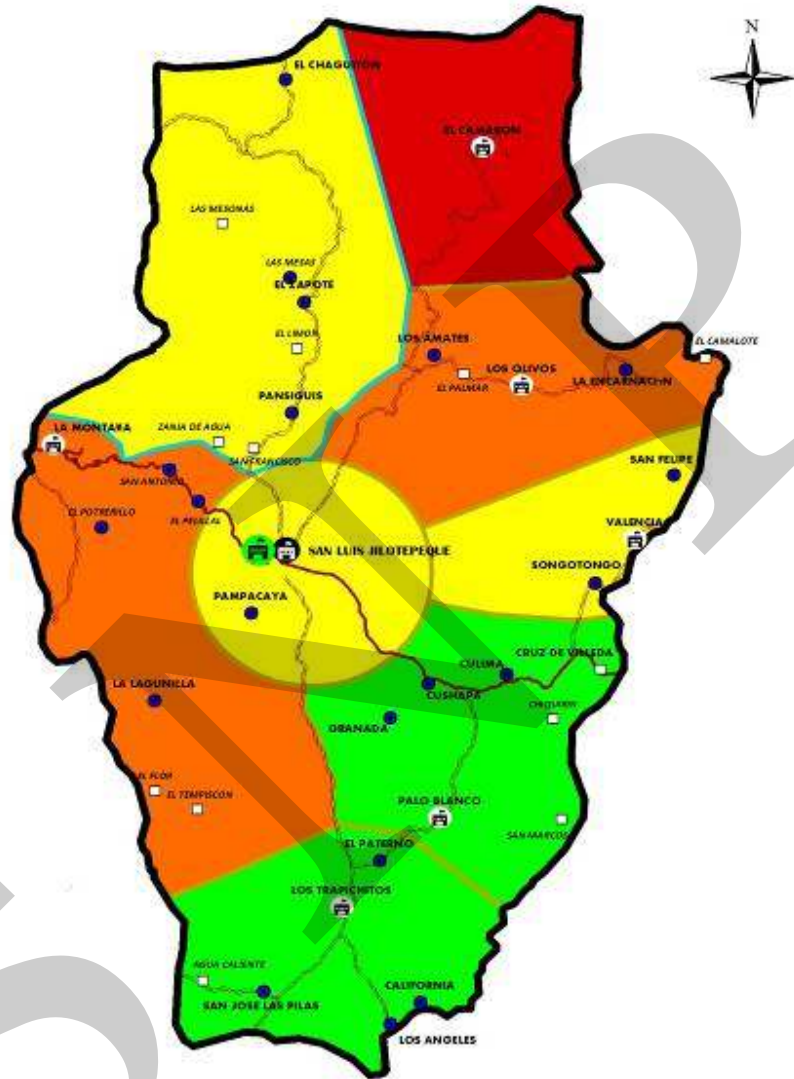 N
EL CHAGUITON
EL CAJARRON
LAS MESONAS
LAS MESAS
EL ZAPOTE
EL LIMON
LOS AMATES
EL CAMALOTE
LOS OLIVOS
EL PALMAR
LA ENCARNACION
PANSIGUIS
LA MONTAÑA
ZANJA DE AGUA
SAN FRANCISCO
SAN FELIPE
SAN ANTONIO
EL POTRERILLO
VALENCIA
SAN LUIS JILOTEPEQUE
SONGOTONGO
PAMPACAYA
CULIMA
CRUZ DE VILLEDA
LA LAGUNILLA
CUSHAPA
GRANADA
EL FLOR
EL TEMPISCON
PALO BLANCO
SAN MARCOS
EL PATERNO
LOS TRAPICHITOS
AGUA CALIENTE
SAN JOSE LAS PILAS
CALIFORNIA
LOS ANGELES